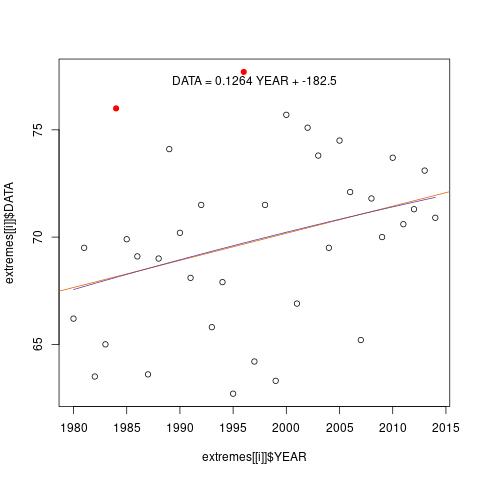 DATA = 0.1264 YEAR + -182.5
75
70
65
extremes[[i]]$DATA
1980 1985 1990 1995 2000 2005 2010 2015
extremes[[i]]$YEAR